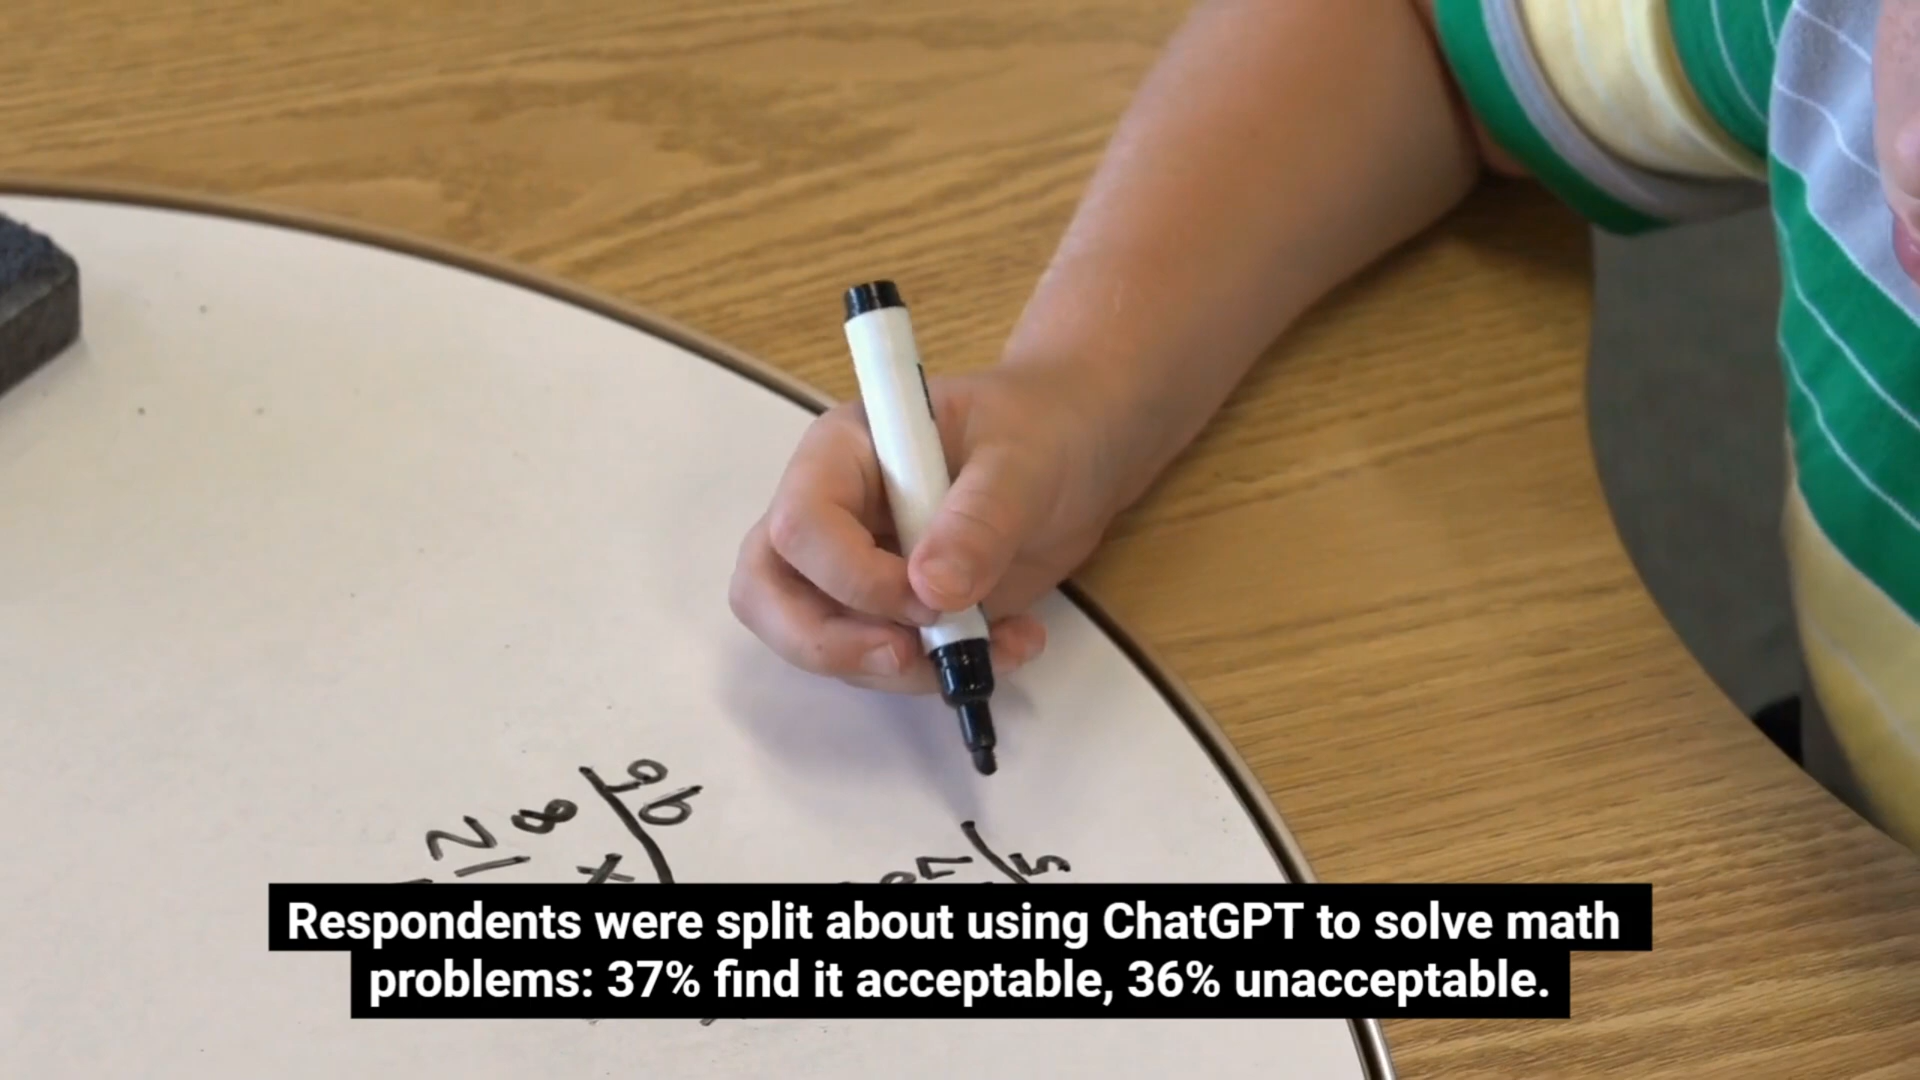 Respondents were split about using ChatGPT to solve math
problems: 37% find it acceptable, 36% unacceptable.